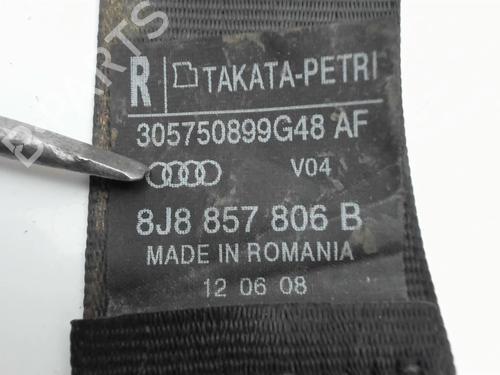 R TAKATA-PETRI
305750899G48 AF
V04
8J8 857 806 B
MADE IN ROMANIA
12 06 08